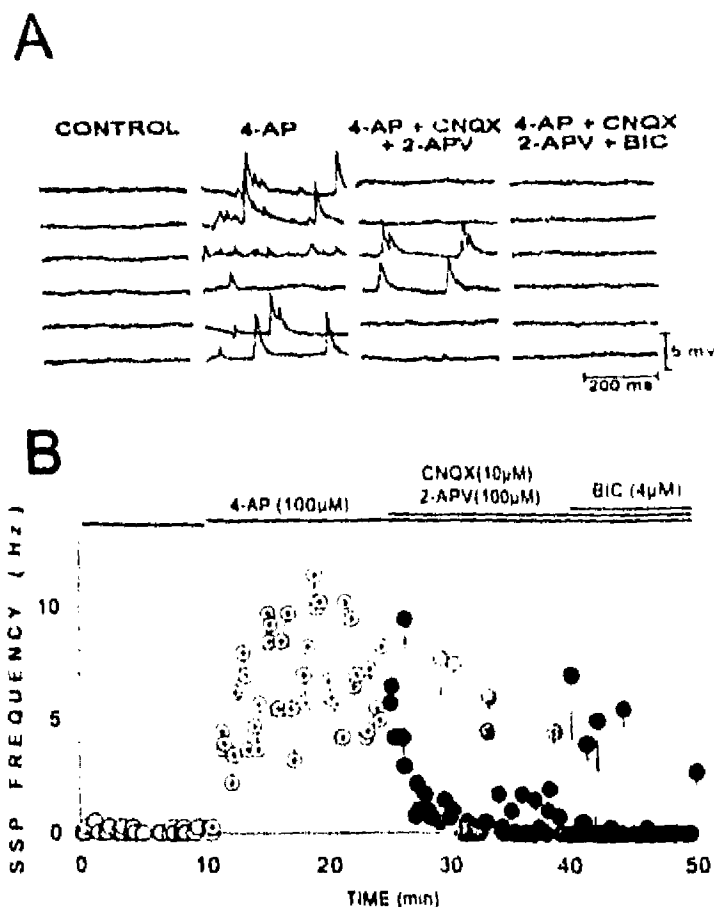 A
CONTROL
4-AP
4-AP + CNQX
+ 2-APV
4-AP + CNQX
2-APV + BIC
5 mV
200 ms
B
CNQX(10µM)
2-APV(100µM)
4-AP (100µM)
BIC (4µM)
SSP FREQUENCY (Hz)
10
5
0
0 10 20 30 40 50
TIME (min)